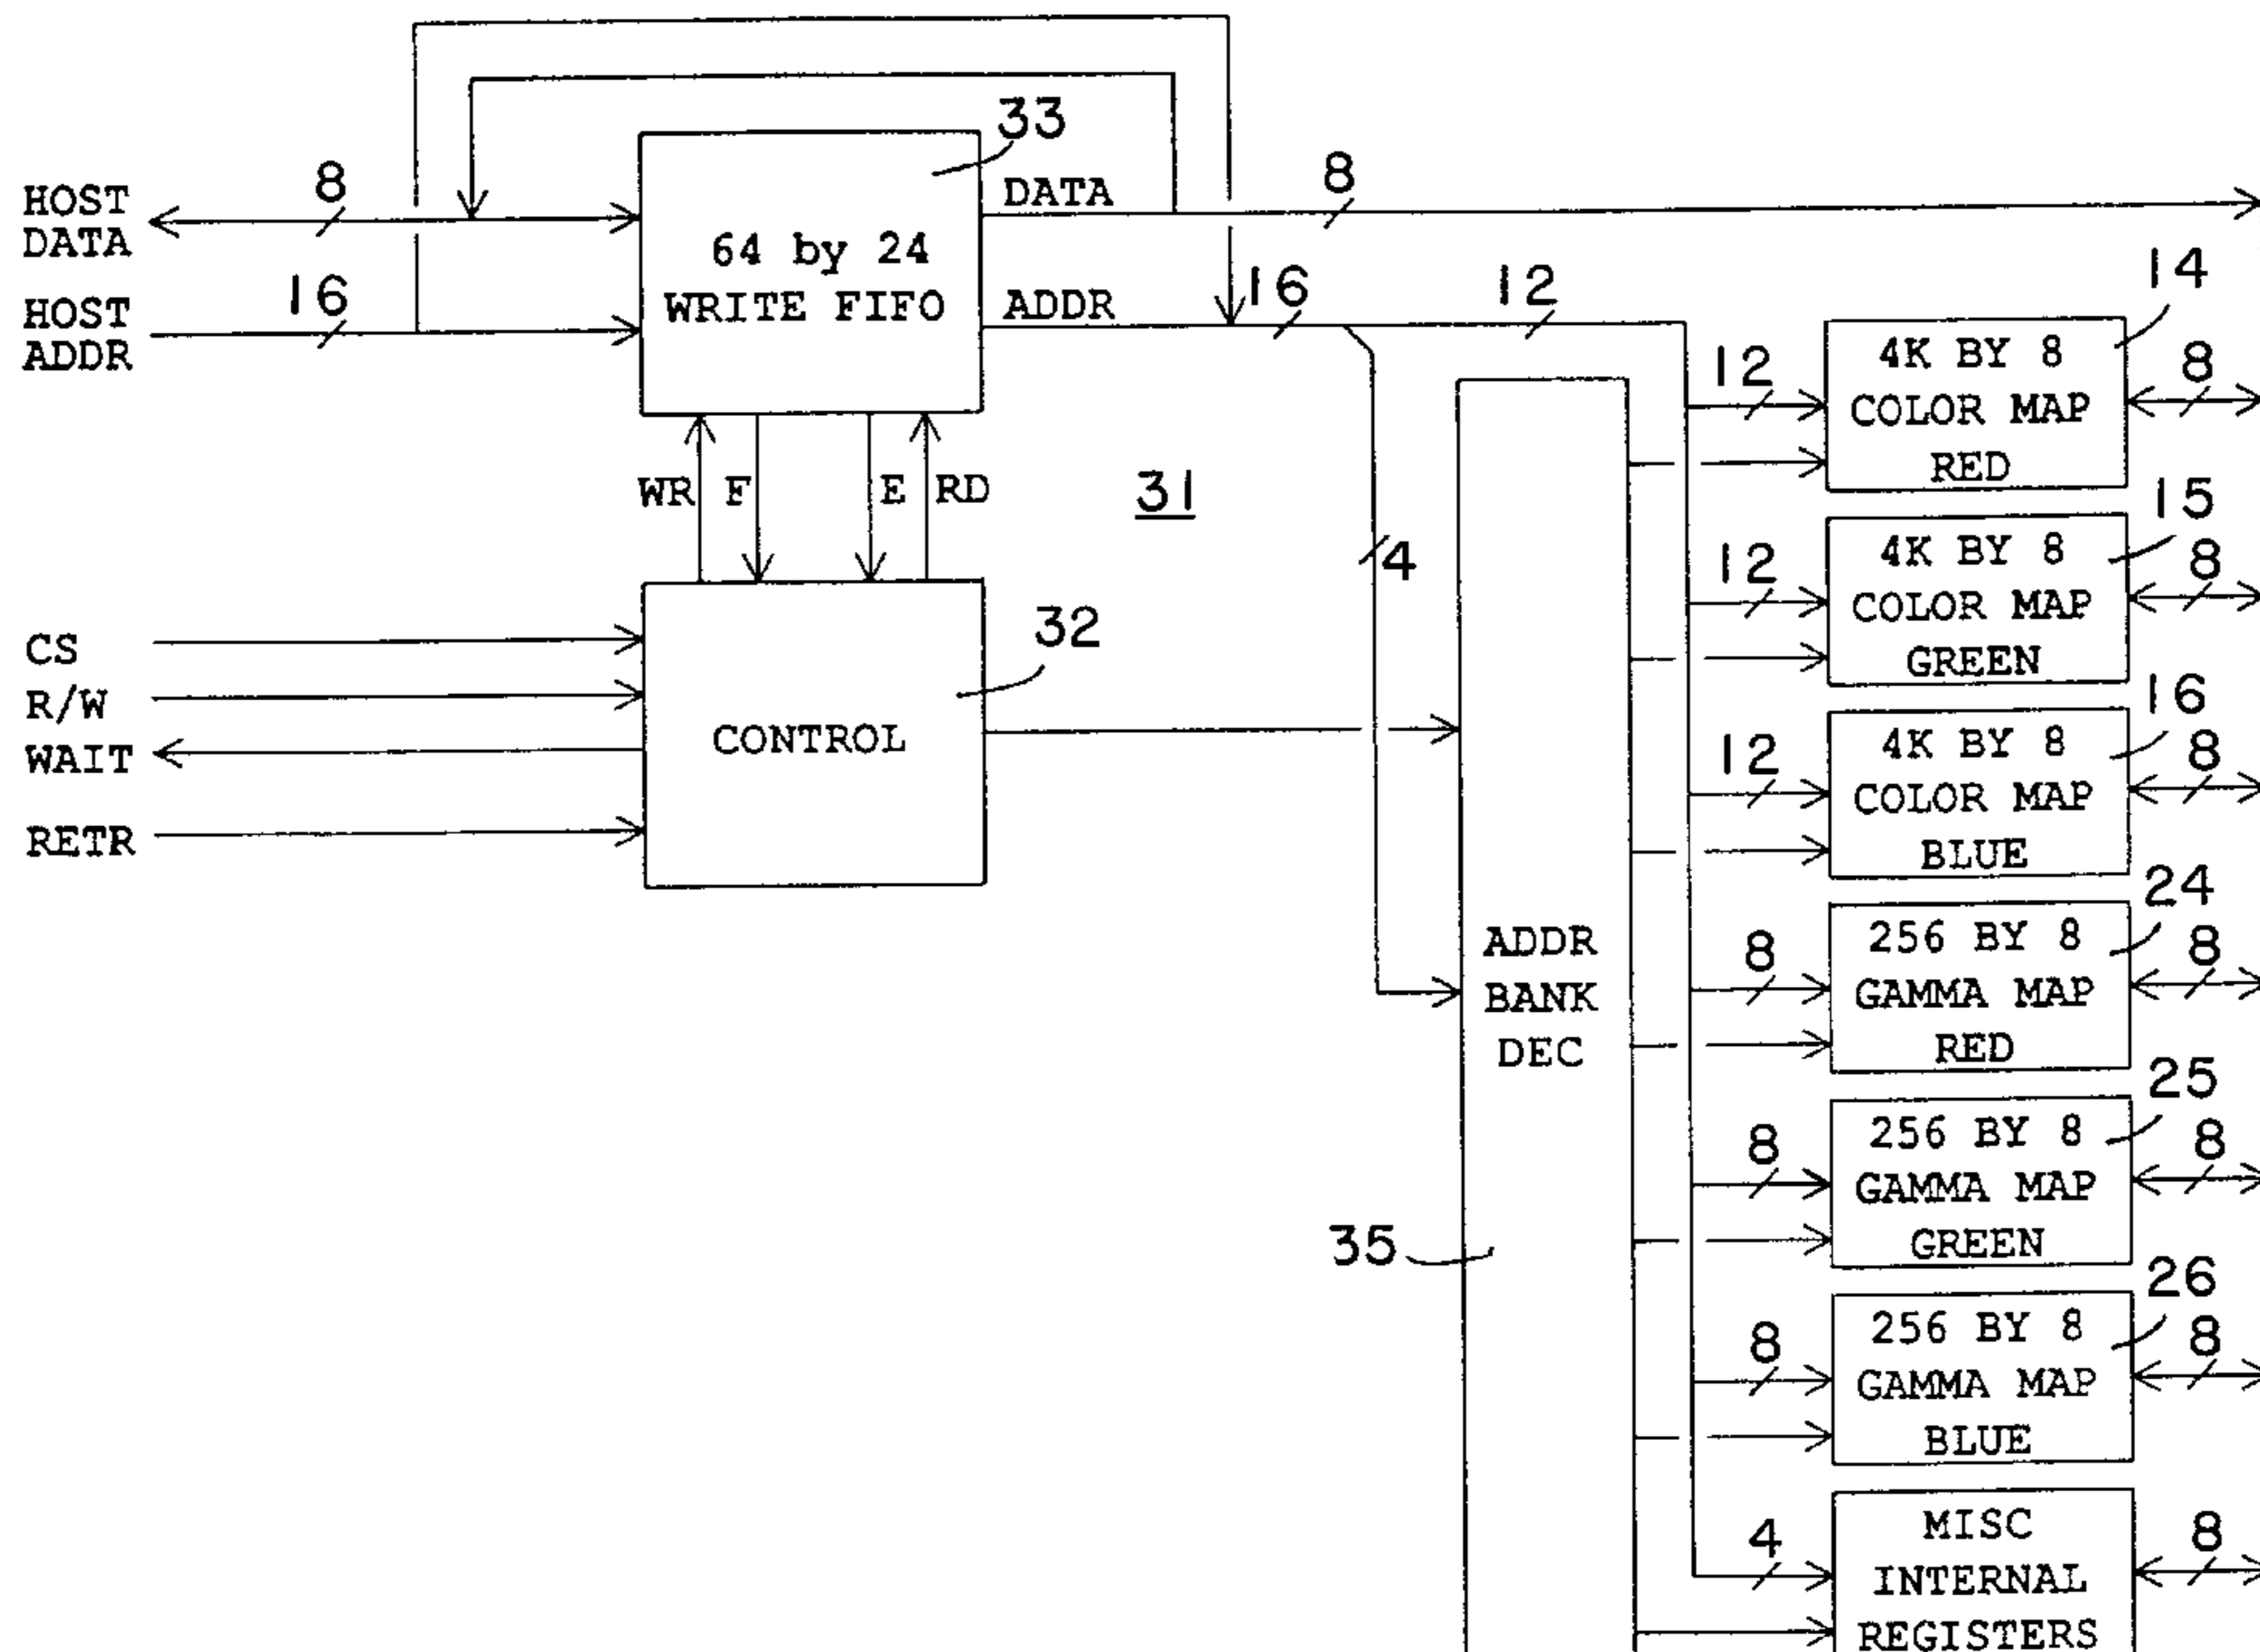 33
HOST
DATA
8
DATA
8
64 by 24
WRITE FIFO
HOST
ADDR
16
ADDR
16
12
14
12
4K BY 8
COLOR MAP
RED
8
WR
F
E
RD
31
4
15
12
4K BY 8
COLOR MAP
GREEN
8
CS
R/W
WAIT
RETR
32
CONTROL
16
12
4K BY 8
COLOR MAP
BLUE
8
ADDR
BANK
DEC
35
24
8
256 BY 8
GAMMA MAP
RED
8
25
8
256 BY 8
GAMMA MAP
GREEN
8
26
8
256 BY 8
GAMMA MAP
BLUE
8
4
MISC
INTERNAL
REGISTERS
8